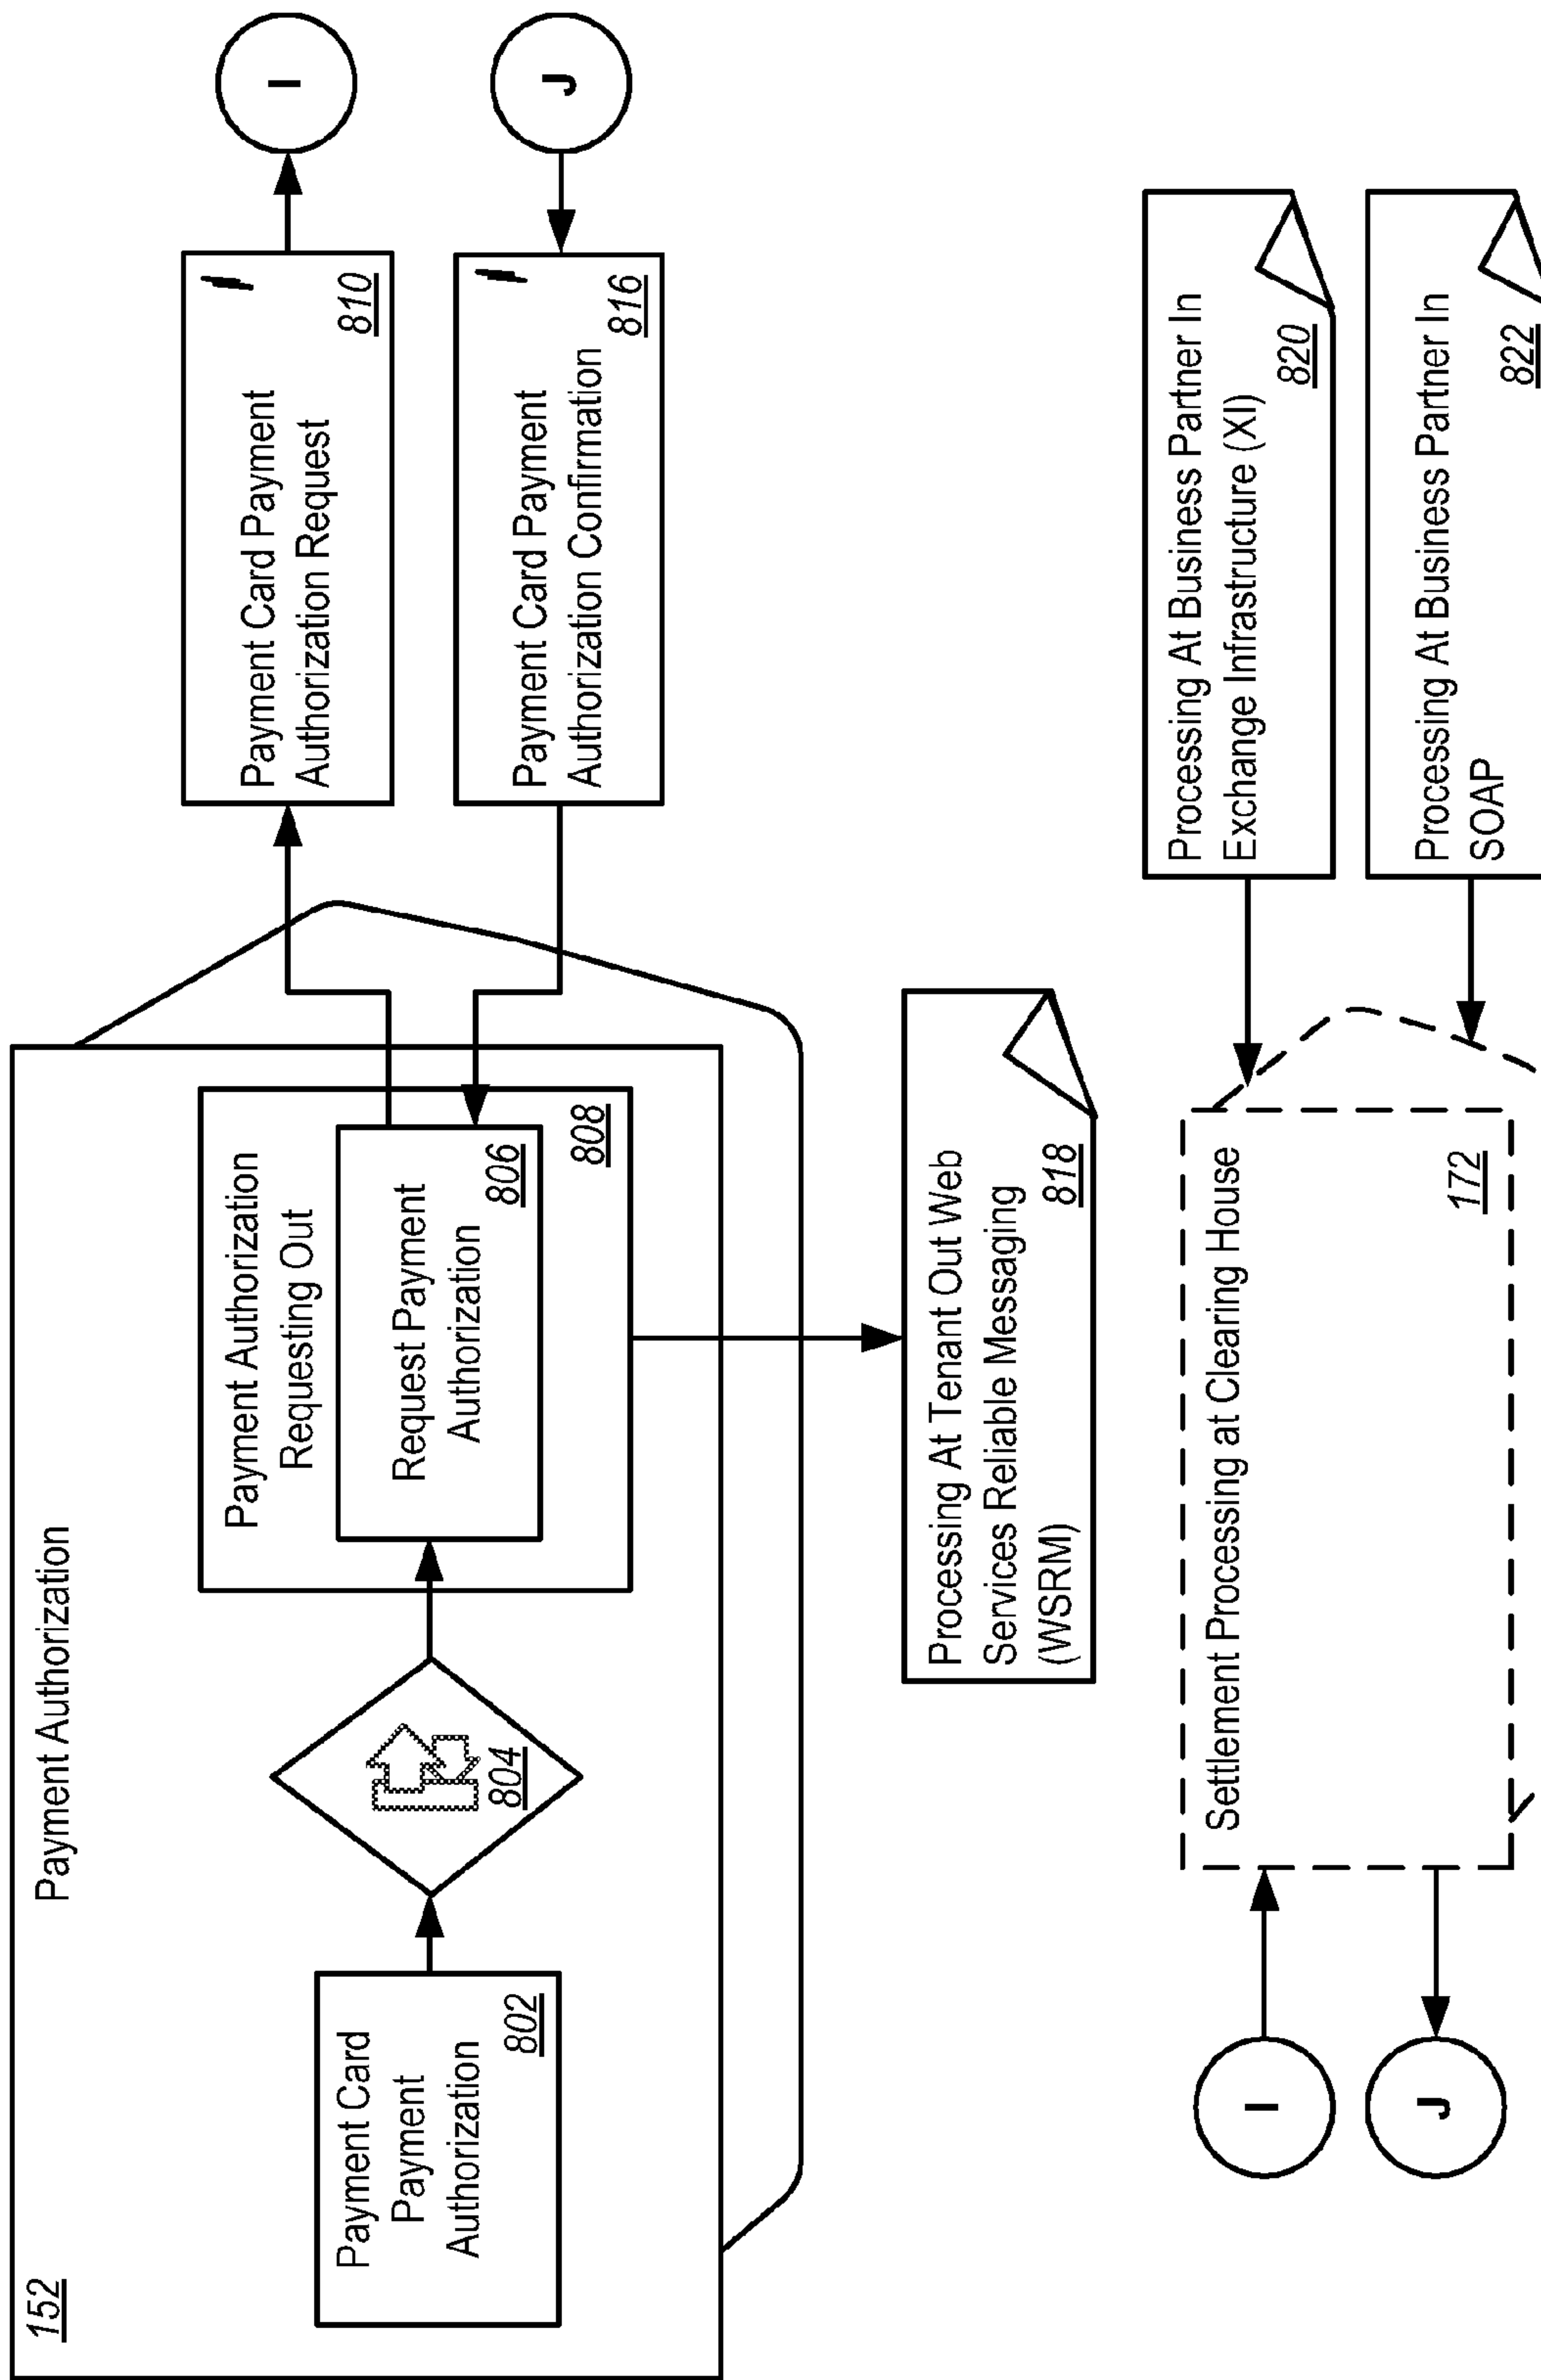 152
Payment Authorization
Payment Card
Payment
Authorization
802
804
Payment Authorization
Requesting Out
Request Payment
Authorization
806
808
Payment Card Payment
Authorization Request
810
I
Payment Card Payment
Authorization Confirmation
816
J
Processing At Tenant Out Web
Services Reliable Messaging
(WSRM)
818
I
J
Settlement Processing at Clearing House
172
Processing At Business Partner In
Exchange Infrastructure (XI)
820
Processing At Business Partner In
SOAP
822